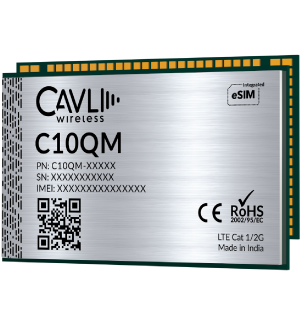 CAVLI
wireless
Integrated
eSIM
C10QM
PN: C10QM-XXXXX
SN: XXXXXXXXXXX
IMEI: XXXXXXXXXXXXXXX
CE
RoHS
2002/95/EC
LTE Cat 1/2G
Made in India